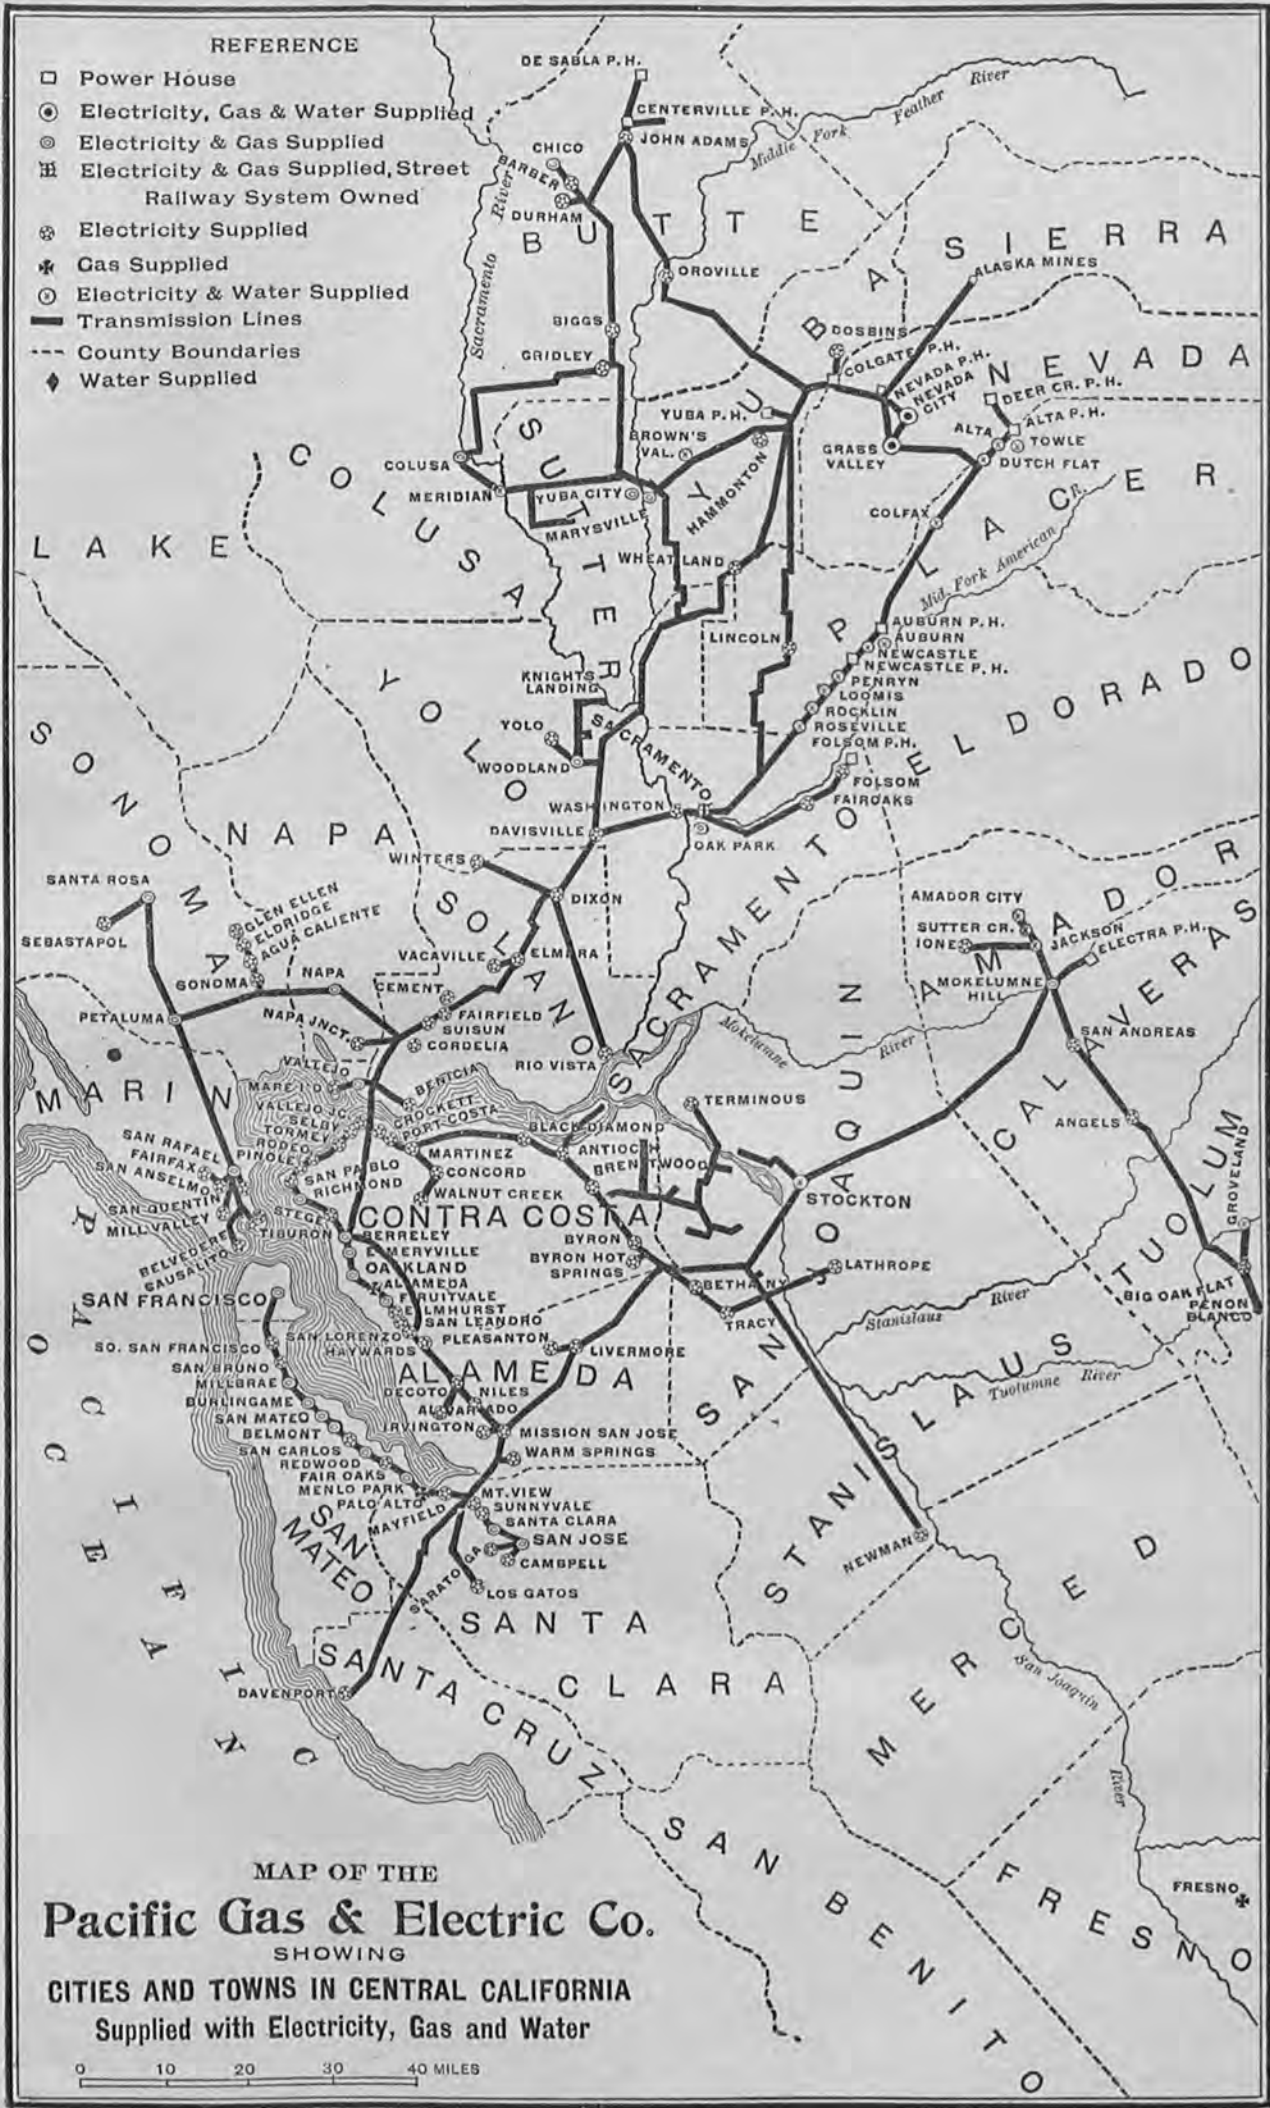 REFERENCE
Power House
Electricity, Gas & Water Supplied
Electricity & Gas Supplied
Electricity & Gas Supplied, Street
Railway System Owned
Electricity Supplied
Gas Supplied
Electricity & Water Supplied
Transmission Lines
County Boundaries
Water Supplied
DE SABLA P.H.
CENTERVILLE P.H.
JOHN ADAMS
CHICO
BARBER
DURHAM
Sacramento
River
Middle Fork
Feather
River
BUTTE
SIERRA
ALASKA MINES
OROVILLE
BIGGS
GRIDLEY
YUBA
DOBBINS
COLGATE P.H.
NEVADA P.H.
NEVADA
CITY
NEVADA
DEER CR. P.H.
ALTA P.H.
ALTA
TOWLE
DUTCH FLAT
GRASS
VALLEY
YUBA P.H.
BROWN'S
VAL.
HAMMONTON
COLUSA
COLUSA
MERIDIAN
YUBA CITY
MARYSVILLE
SUTTER
WHEATLAND
COLFAX
PLACER
Mid. Fork American
CR.
LAKE
LINCOLN
AUBURN P.H.
AUBURN
NEWCASTLE
NEWCASTLE P.H.
PENRYN
LOOMIS
ROCKLIN
ROSEVILLE
FOLSOM P.H.
FOLSOM
FAIROAKS
ELDORADO
KNIGHTS
LANDING
YOLO
YOLO
WOODLAND
SACRAMENTO
WASHINGTON
DAVISVILLE
OAK PARK
SACRAMENTO
SONOMA
NAPA
WINTERS
DIXON
SOLANO
SANTA ROSA
SEBASTAPOL
GLEN ELLEN
ELDRIDGE
AGUA CALIENTE
SONOMA
NAPA
PETALUMA
NAPA JNCT.
VACAVILLE
ELMIRA
CEMENT
FAIRFIELD
SUISUN
CORDELIA
RIO VISTA
AMADOR CITY
SUTTER CR.
IONE
JACKSON
ELECTRA P.H.
MOKELUMNE
HILL
AMADOR
SAN ANDREAS
CALAVERAS
ANGELS
Mokelumne
River
MARIN
VALLEJO
MARE I'D
BENICIA
VALLEJO JC.
SELBY
TORMEY
RODEO
PINOLE
CROCKETT
PORT COSTA
MARTINEZ
CONCORD
WALNUT CREEK
BLACK DIAMOND
ANTIOCH
BRENTWOOD
TERMINOUS
STOCKTON
SAN JOAQUIN
TUOLUM
GROVELAND
BIG OAK FLAT
PENON
BLANCO
SAN RAFAEL
FAIRFAX
SAN ANSELMO
SAN QUENTIN
MILL VALLEY
BELVEDERE
SAUSALITO
TIBURON
SAN PABLO
RICHMOND
STEGE
CONTRA COSTA
BERKELEY
EMERYVILLE
OAKLAND
ALAMEDA
FRUITVALE
ELMHURST
SAN LEANDRO
SAN LORENZO
HAYWARDS
BYRON
BYRON HOT
SPRINGS
BETHANY
TRACY
LATHROPE
Stanislaus
River
Tuolumne River
SAN FRANCISCO
SO. SAN FRANCISCO
SAN BRUNO
MILLBRAE
BURLINGAME
SAN MATEO
BELMONT
SAN CARLOS
REDWOOD
FAIR OAKS
MENLO PARK
PALO ALTO
MAYFIELD
PLEASANTON
LIVERMORE
ALAMEDA
DECOTO
NILES
ALVARADO
IRVINGTON
MISSION SAN JOSE
WARM SPRINGS
MT. VIEW
SUNNYVALE
SANTA CLARA
SAN JOSE
CAMBPELL
SARATOGA
LOS GATOS
SAN
MATEO
STANISLAUS
NEWMAN
MERCED
SANTA
CLARA
SANTA CRUZ
DAVENPORT
PACIFIC
OCEAN
San Joaquin
River
SAN BENITO
FRESNO
FRESNO
MAP OF THE
Pacific Gas & Electric Co.
SHOWING
CITIES AND TOWNS IN CENTRAL CALIFORNIA
Supplied with Electricity, Gas and Water
0 10 20 30 40 MILES